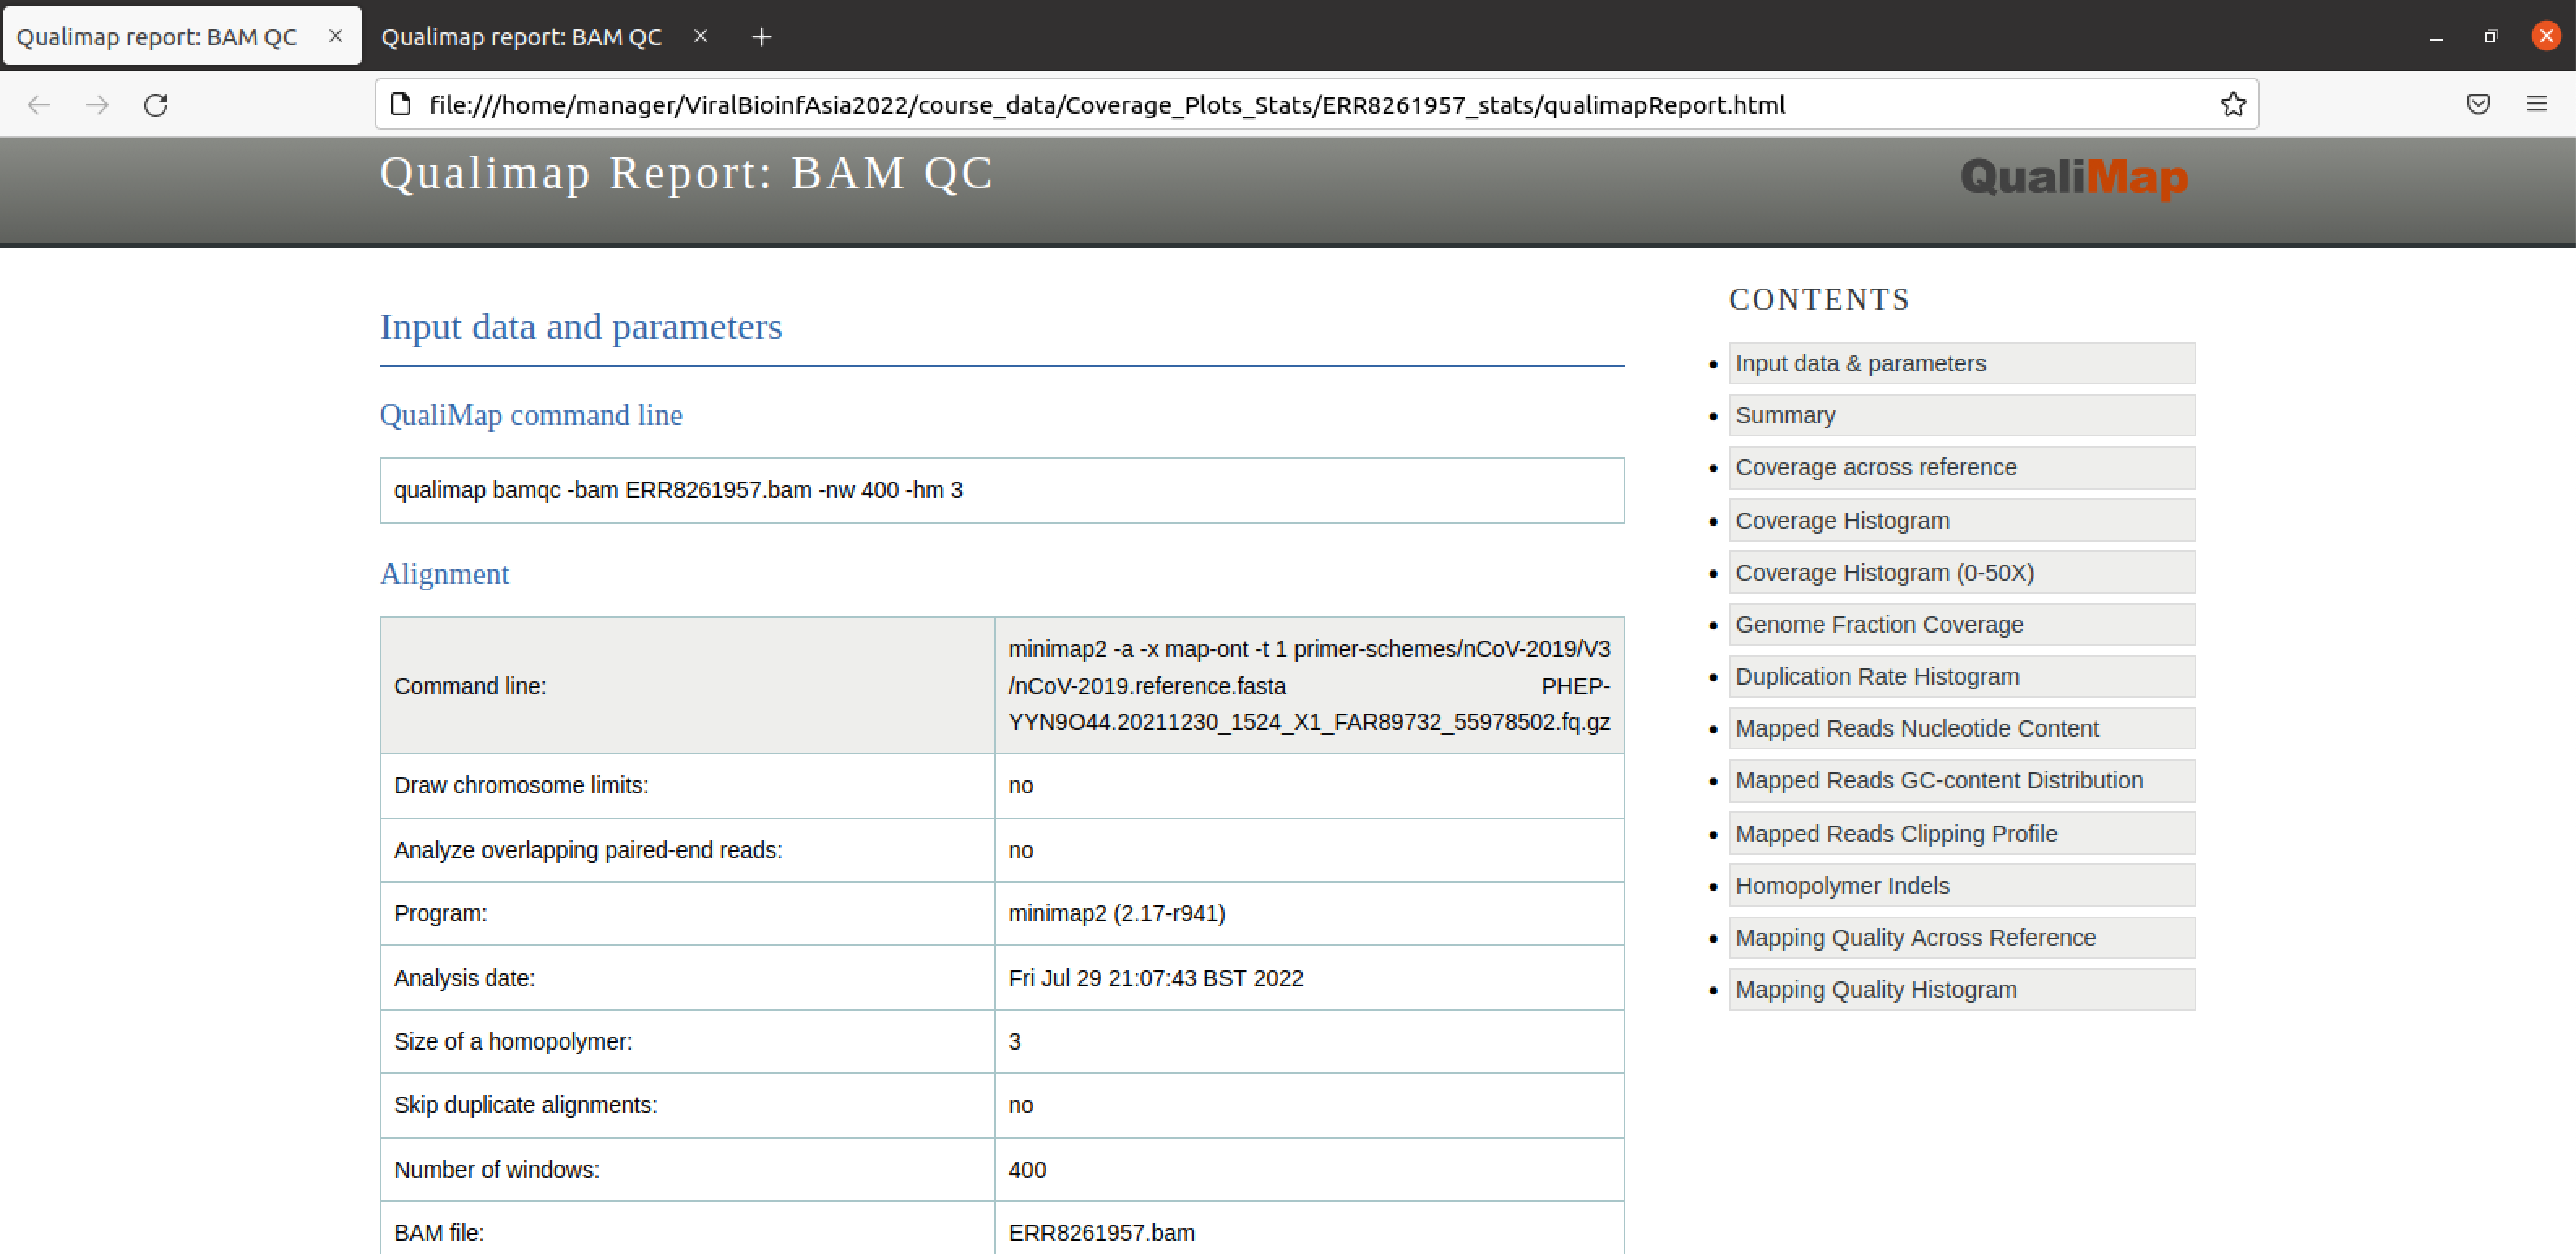 Qualimap report: BAM QC
Qualimap report: BAM QC
file:///home/manager/ViralBioinfAsia2022/course_data/Coverage_Plots_Stats/ERR8261957_stats/qualimapReport.html
Qualimap Report: BAM QC
QualiMap
Input data and parameters
QualiMap command line
qualimap bamqc -bam ERR8261957.bam -nw 400 -hm 3
Alignment
Command line:
minimap2 -a -x map-ont -t 1 primer-schemes/nCoV-2019/V3
/nCoV-2019.reference.fasta PHEP-
YYN9O44.20211230_1524_X1_FAR89732_55978502.fq.gz
Draw chromosome limits:
no
Analyze overlapping paired-end reads:
no
Program:
minimap2 (2.17-r941)
Analysis date:
Fri Jul 29 21:07:43 BST 2022
Size of a homopolymer:
3
Skip duplicate alignments:
no
Number of windows:
400
BAM file:
ERR8261957.bam
CONTENTS
Input data & parameters
Summary
Coverage across reference
Coverage Histogram
Coverage Histogram (0-50X)
Genome Fraction Coverage
Duplication Rate Histogram
Mapped Reads Nucleotide Content
Mapped Reads GC-content Distribution
Mapped Reads Clipping Profile
Homopolymer Indels
Mapping Quality Across Reference
Mapping Quality Histogram